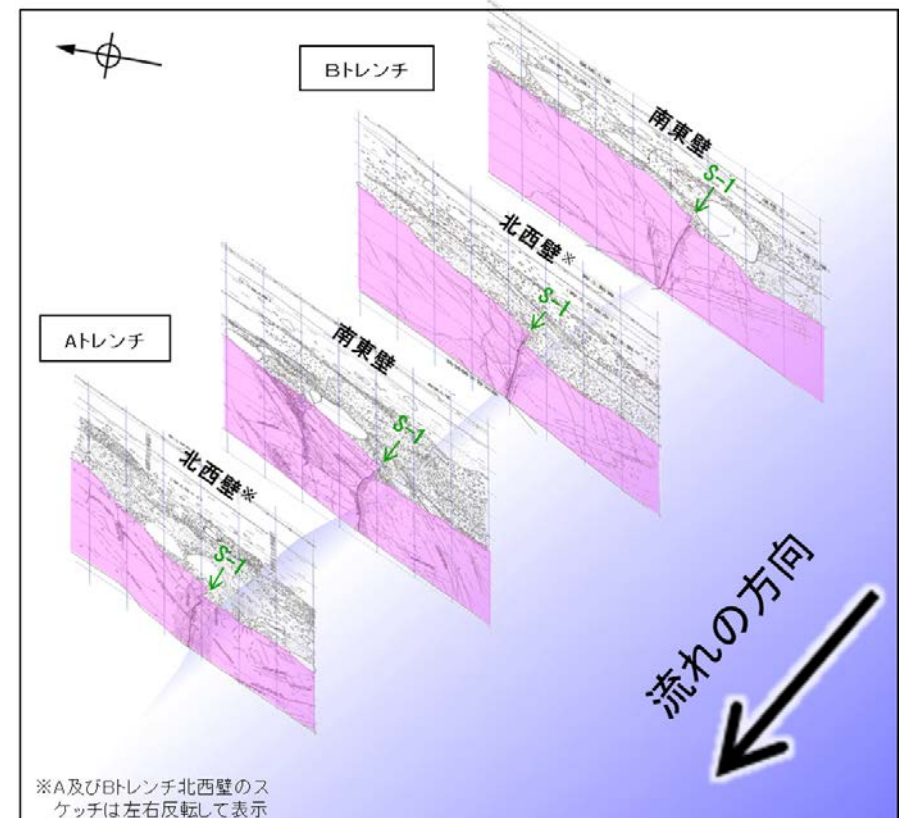 Bトレンチ
南東壁
S-1
北西壁※
S-1
Aトレンチ
南東壁
S-1
北西壁※
S-1
流れの方向
※A及びBトレンチ北西壁のス
ケッチは左右反転して表示